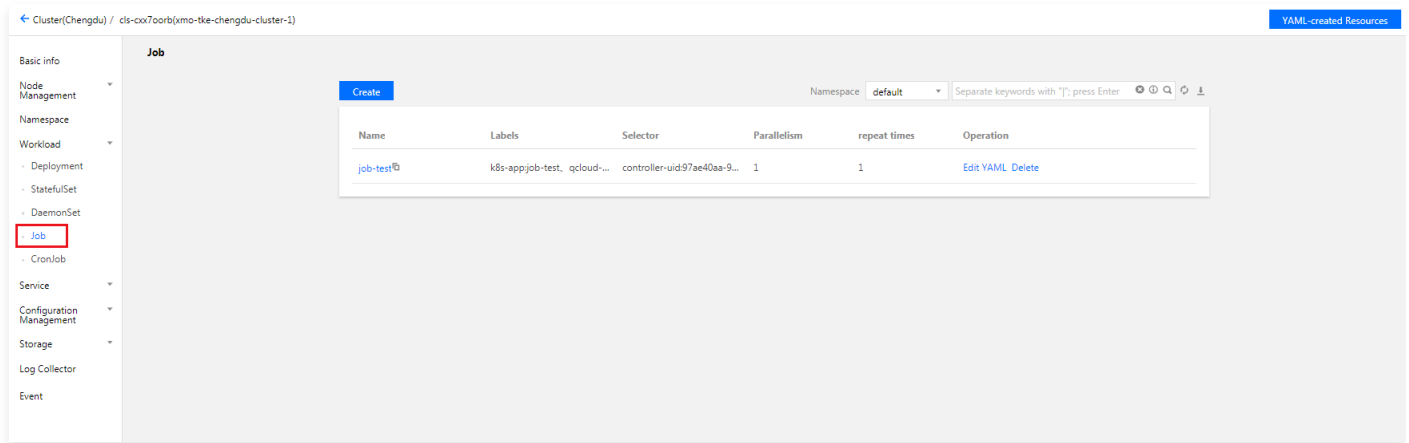 Cluster(Chengdu) / cls-cxx7oorb(xmo-tke-chengdu-cluster-1)
YAML-created Resources
Basic info
Node
Management
Namespace
Workload
Deployment
StatefulSet
DaemonSet
Job
CronJob
Service
Configuration
Management
Storage
Log Collector
Event
Job
Create
Namespace default Separate keywords with "|"; press Enter
Name Labels Selector Parallelism repeat times Operation
job-test k8s-app:job-test、qcloud-... controller-uid:97ae40aa-9... 1 1 Edit YAML Delete